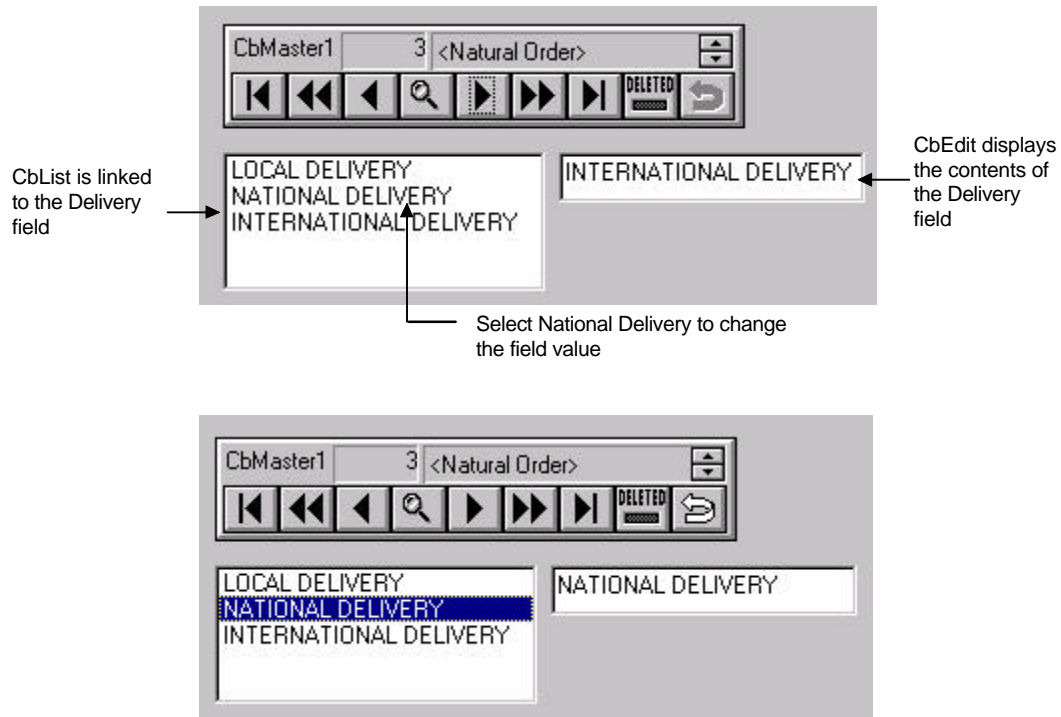 CbMaster1 3 <Natural Order>
DELETED
CbList is linked
to the Delivery
field
LOCAL DELIVERY
NATIONAL DELIVERY
INTERNATIONAL DELIVERY
INTERNATIONAL DELIVERY
CbEdit displays
the contents of
the Delivery
field
Select National Delivery to change
the field value
CbMaster1 3 <Natural Order>
DELETED
LOCAL DELIVERY
NATIONAL DELIVERY
INTERNATIONAL DELIVERY
NATIONAL DELIVERY